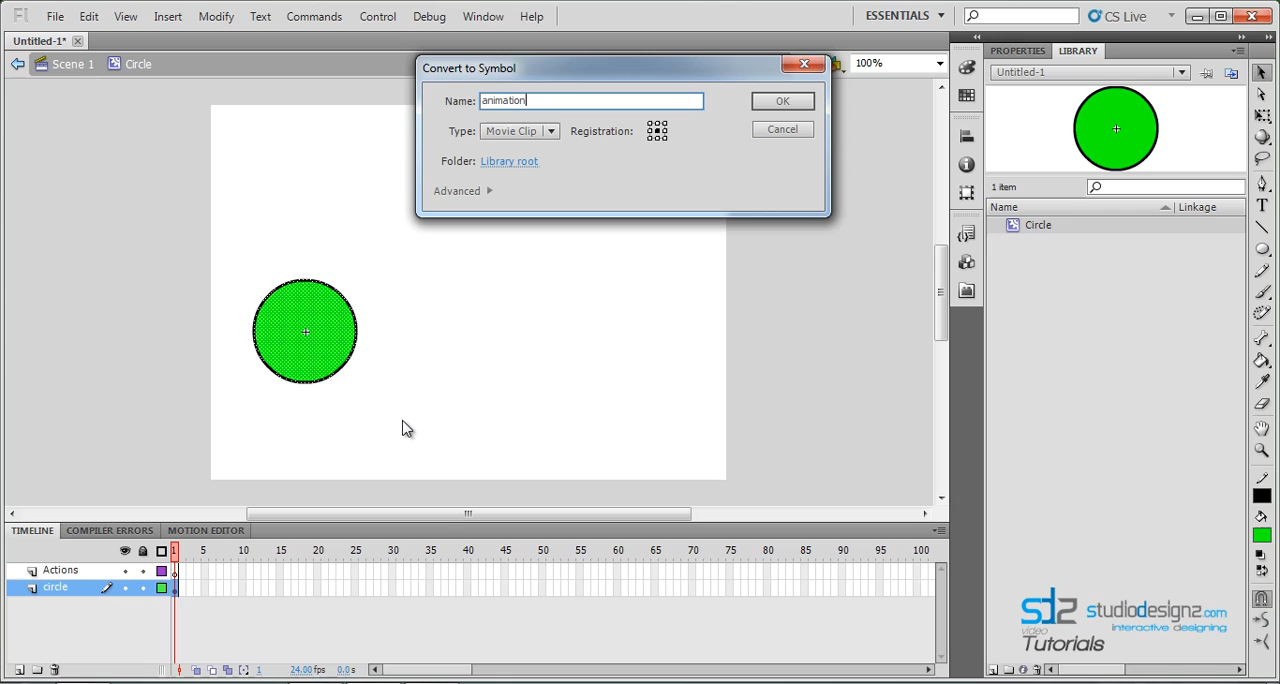 Fl File Edit View Insert Modify Text Commands Control Debug Window Help ESSENTIALS CS Live
Untitled-1*
Scene 1 Circle 100%
Convert to Symbol
Name: animation OK
Type: Movie Clip Registration: Cancel
Folder: Library root
Advanced
PROPERTIES LIBRARY
Untitled-1
1 item
Name Linkage
Circle
TIMELINE COMPILER ERRORS MOTION EDITOR
1 5 10 15 20 25 30 35 40 45 50 55 60 65 70 75 80 85 90 95 100
Actions
circle
1 24.00 fps 0.0 s
sd2 studiodesign2.com
interactive designing
video
Tutorials